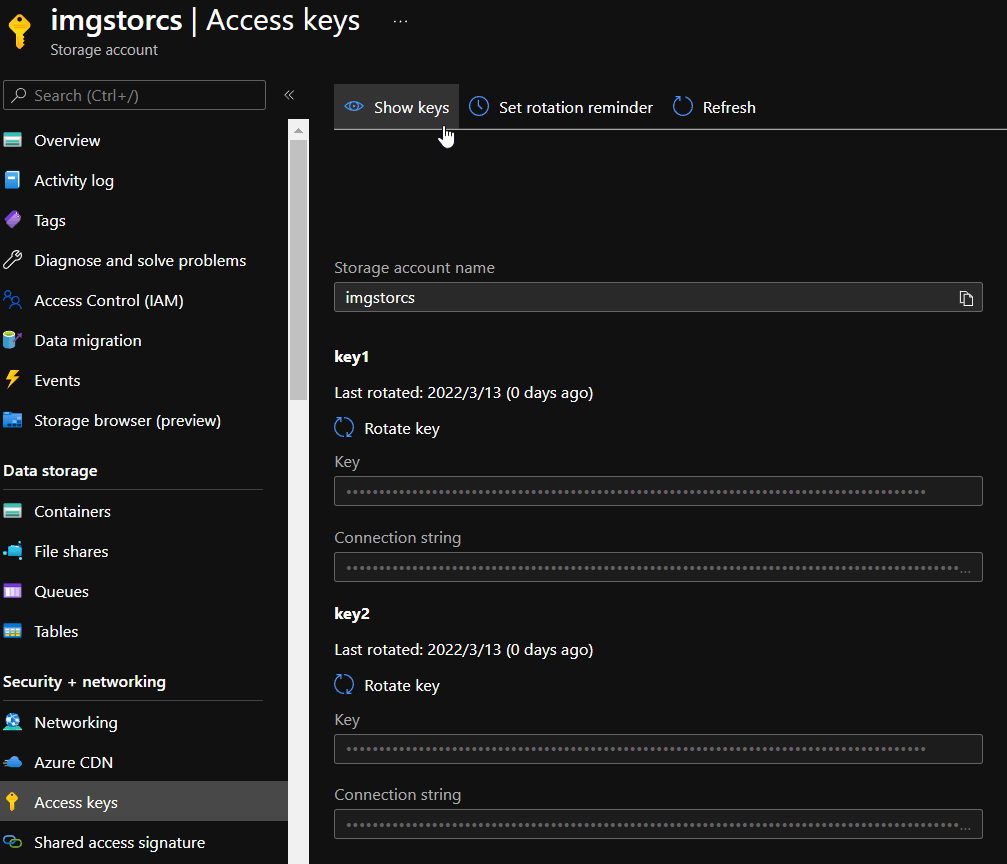 imgstorcs | Access keys ...
Storage account
Search (Ctrl+/)
«
Overview
Activity log
Tags
Diagnose and solve problems
Access Control (IAM)
Data migration
Events
Storage browser (preview)
Data storage
Containers
File shares
Queues
Tables
Security + networking
Networking
Azure CDN
Access keys
Shared access signature
Show keys
Set rotation reminder
Refresh
Storage account name
imgstorcs
key1
Last rotated: 2022/3/13 (0 days ago)
Rotate key
Key
Connection string
key2
Last rotated: 2022/3/13 (0 days ago)
Rotate key
Key
Connection string